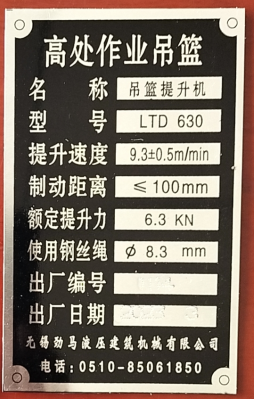 高处作业吊篮
名称 吊篮提升机
型号 LTD 630
提升速度 9.3±0.5m/min
制动距离 ≤100mm
额定提升力 6.3 KN
使用钢丝绳 φ 8.3 mm
出厂编号
出厂日期
无锡劲马液压建筑机械有限公司
电话：0510-85061850